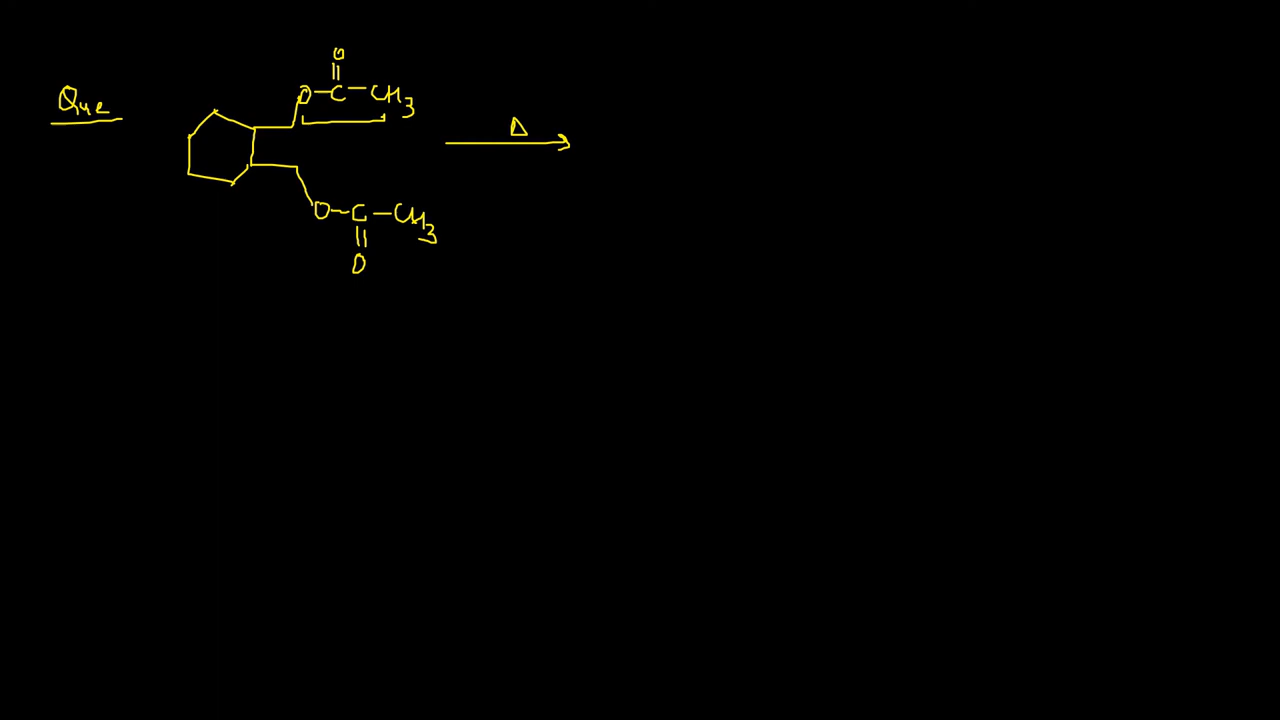 O
Que
O-C-CH3
Δ
O-C-CH3
O